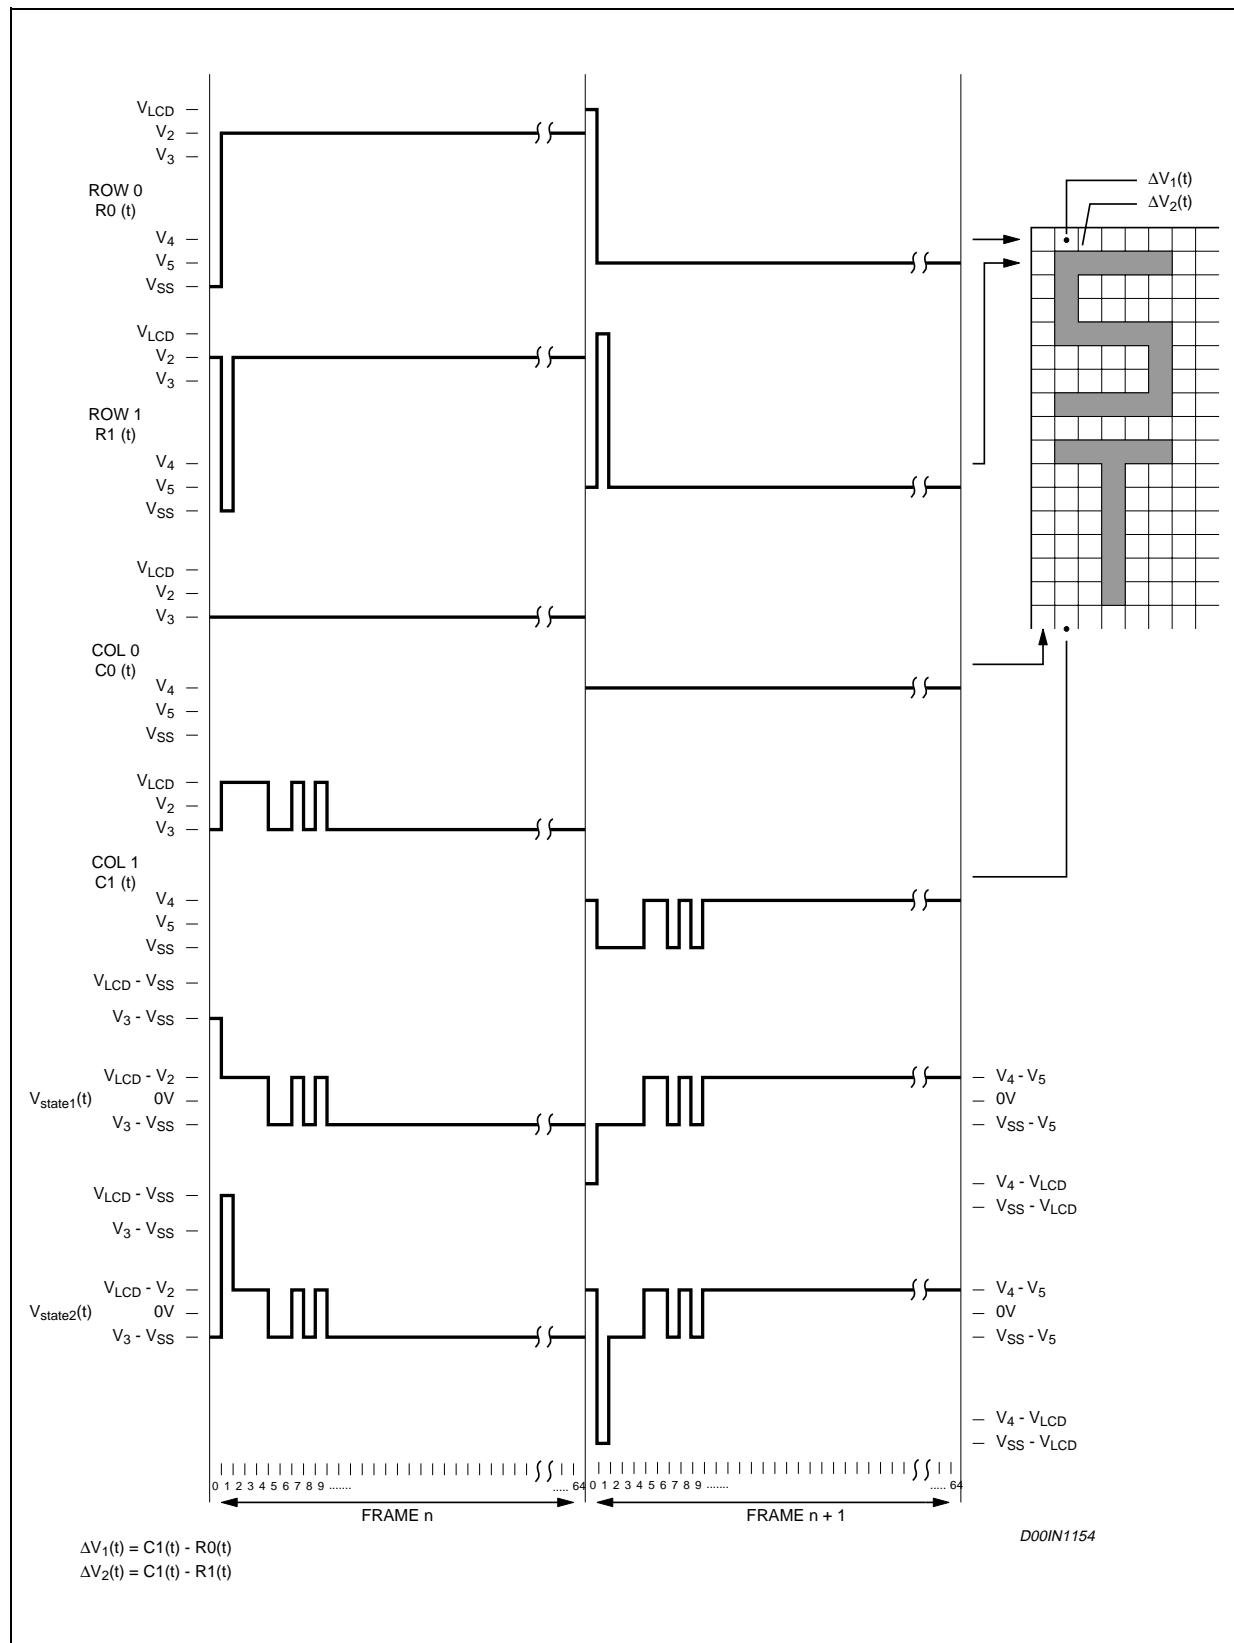 VLCD
V2
V3
ROW 0
R0 (t)
V4
V5
VSS
ΔV1(t)
ΔV2(t)
VLCD
V2
V3
ROW 1
R1 (t)
V4
V5
VSS
VLCD
V2
V3
COL 0
C0 (t)
V4
V5
VSS
VLCD
V2
V3
COL 1
C1 (t)
V4
V5
VSS
VLCD - VSS
V3 - VSS
VLCD - V2
Vstate1(t) 0V
V3 - VSS
V4 - V5
0V
VSS - V5
V4 - VLCD
VSS - VLCD
VLCD - VSS
V3 - VSS
VLCD - V2
Vstate2(t) 0V
V3 - VSS
V4 - V5
0V
VSS - V5
V4 - VLCD
VSS - VLCD
0 1 2 3 4 5 6 7 8 9 ....... ..... 64 0 1 2 3 4 5 6 7 8 9 ....... ..... 64
FRAME n FRAME n + 1
D00IN1154
ΔV1(t) = C1(t) - R0(t)
ΔV2(t) = C1(t) - R1(t)